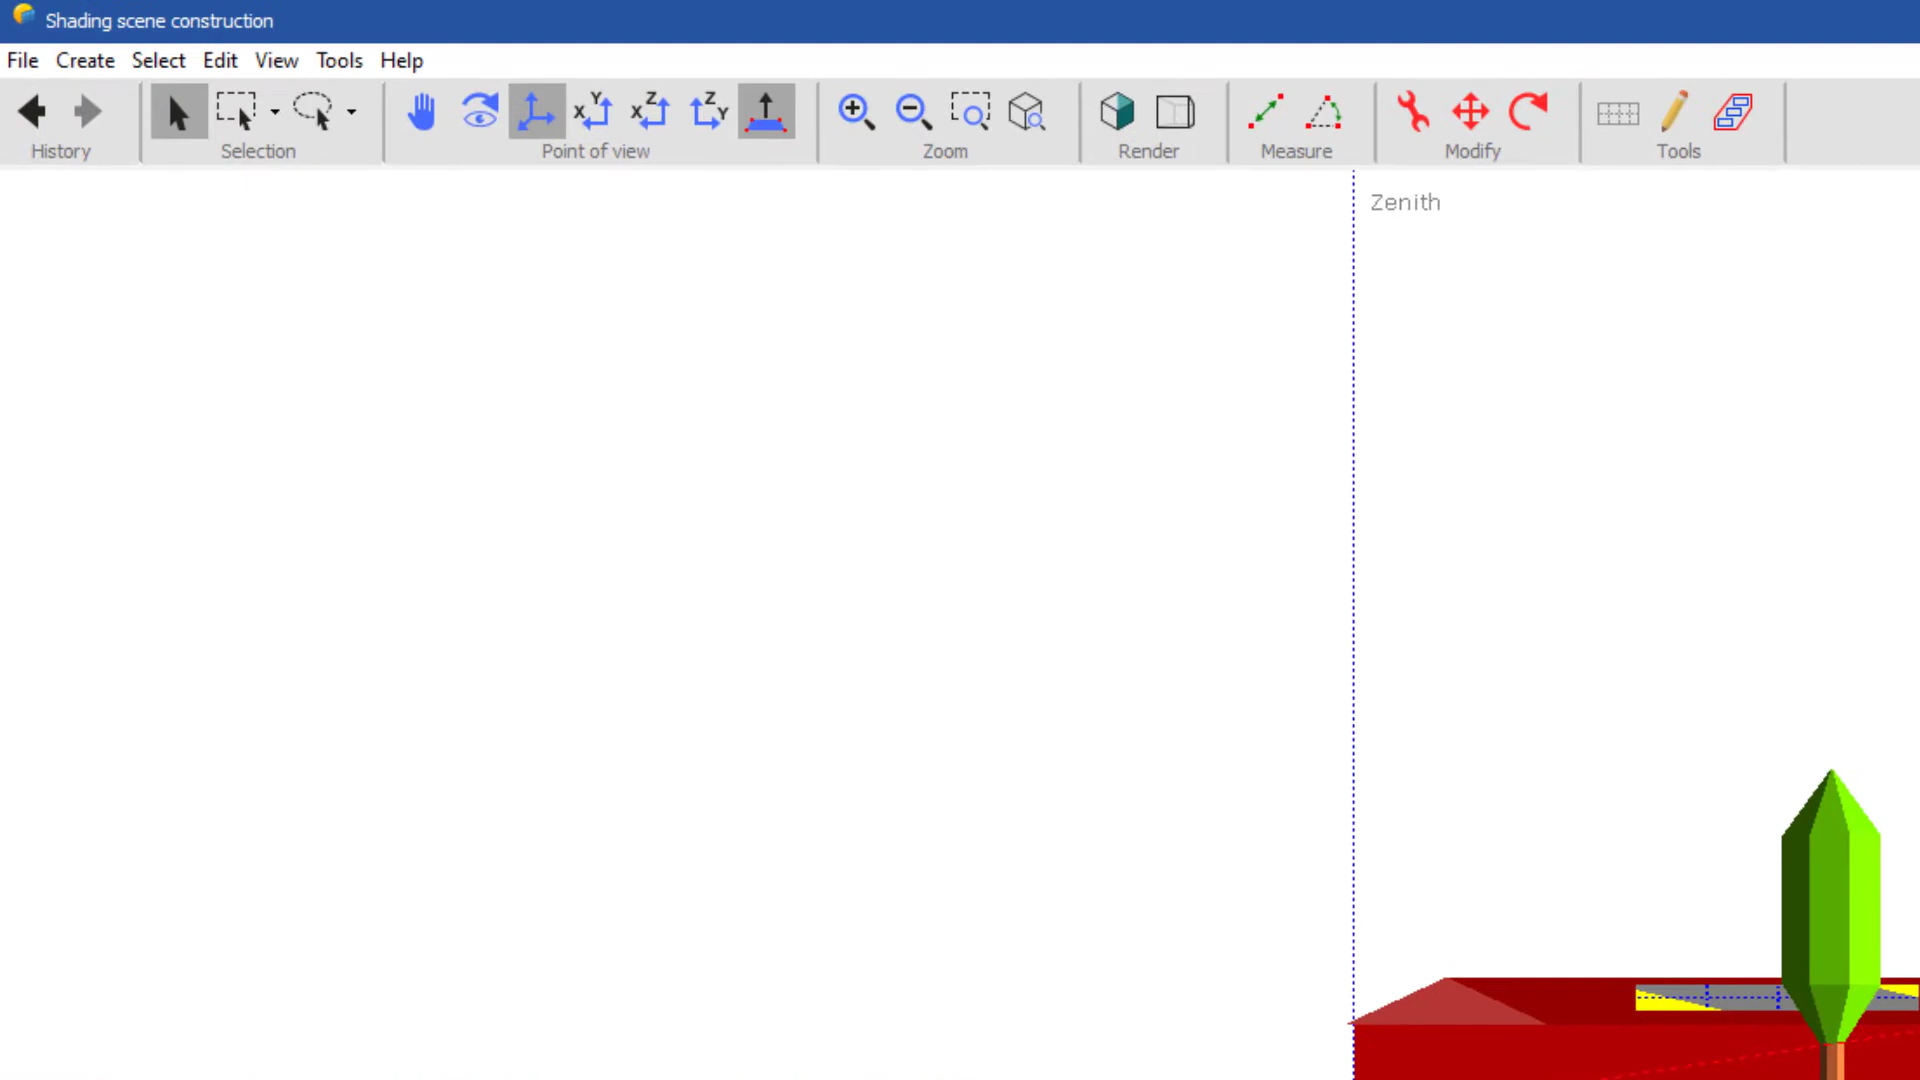 Shading scene construction
File Create Select Edit View Tools Help
X Y X Z Z Y
History Selection Point of view Zoom Render Measure Modify Tools
Zenith